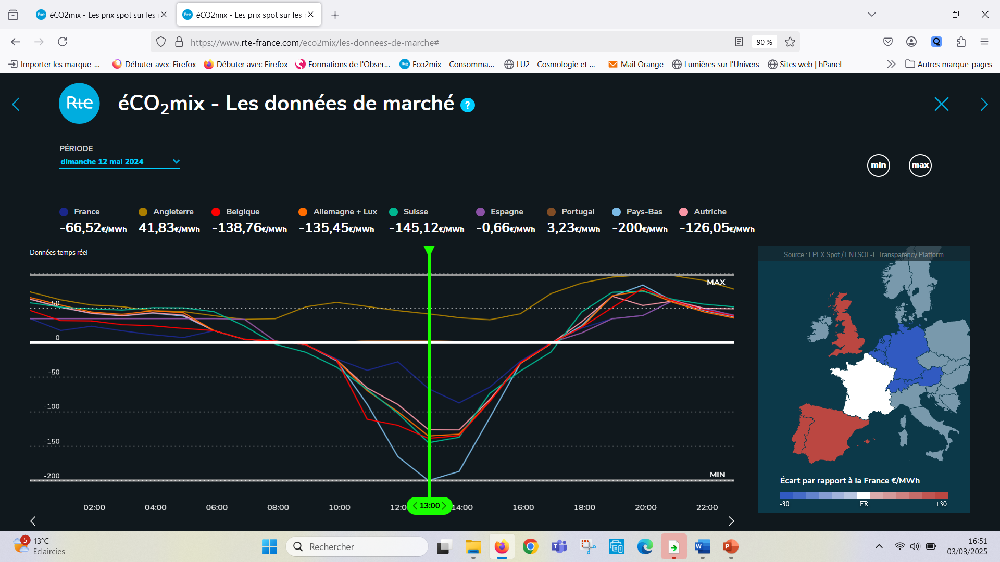 éCO2mix - Les prix spot sur les
éCO2mix - Les prix spot sur les
https://www.rte-france.com/eco2mix/les-donnees-de-marche#
90 %
Importer les marque-...
Débuter avec Firefox
Débuter avec Firefox
Formations de l'Obser...
Eco2mix – Consomma...
LU2 - Cosmologie et ...
Mail Orange
Lumières sur l'Univers
Sites web | hPanel
Autres marque-pages
Rte
éCO2mix - Les données de marché ?
PÉRIODE
dimanche 12 mai 2024
min
max
France
Angleterre
Belgique
Allemagne + Lux
Suisse
Espagne
Portugal
Pays-Bas
Autriche
-66,52€/MWh
41,83€/MWh
-138,76€/MWh
-135,45€/MWh
-145,12€/MWh
-0,66€/MWh
3,23€/MWh
-200€/MWh
-126,05€/MWh
Données temps réel
Source : EPEX Spot / ENTSOE-E Transparency Platform
MAX
50
0
-50
-100
-150
-200
MIN
02:00
04:00
06:00
08:00
10:00
12:0
13:00
14:00
16:00
18:00
20:00
22:00
Écart par rapport à la France €/MWh
-30
FR
+30
5
13°C
Eclaircies
Rechercher
16:51
03/03/2025